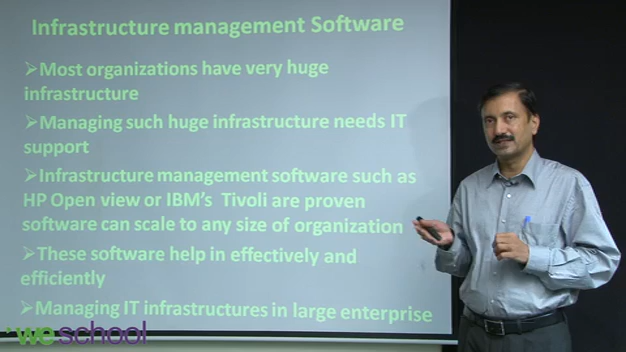 Infrastructure management Software
➢Most organizations have very huge
infrastructure
➢Managing such huge infrastructure needs IT
support
➢Infrastructure management software such as
HP Open view or IBM's Tivoli are proven
software can scale to any size of organization
➢These software help in effectively and
efficiently
➢Managing IT infrastructures in large enterprise
weschool